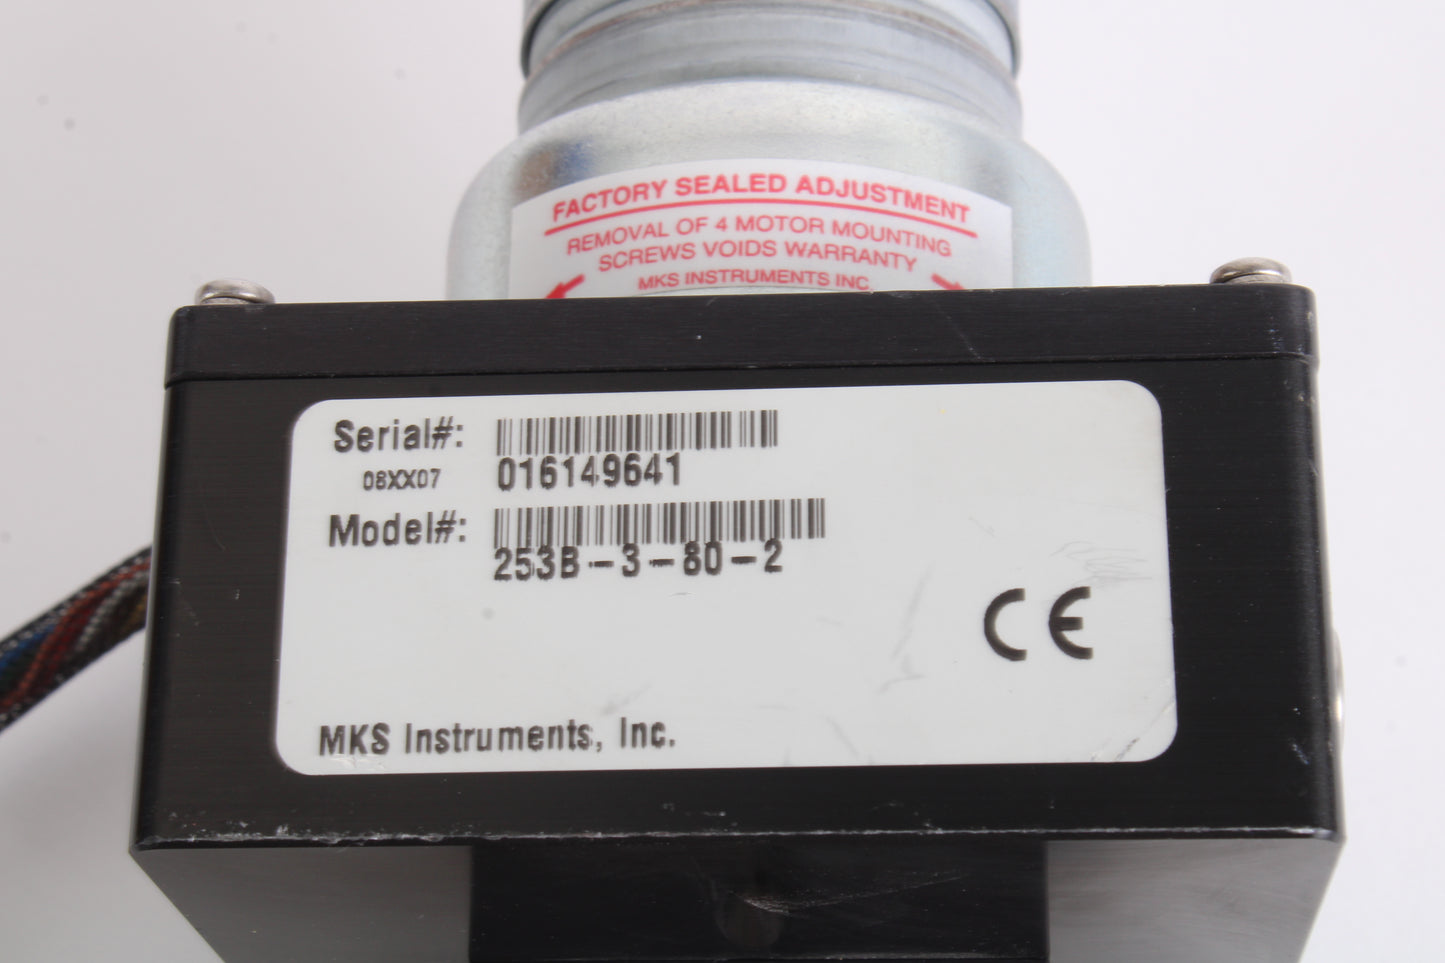 FACTORY SEALED ADJUSTMENT
REMOVAL OF 4 MOTOR MOUNTING
SCREWS VOIDS WARRANTY
MKS INSTRUMENTS INC.
Serial#:
016149641
08XX07
Model#:
253B-3-80-2
CE
MKS Instruments, Inc.